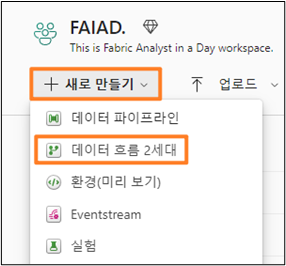 FAIAD.
This is Fabric Analyst in a Day workspace.
+ 새로 만들기
업로드
데이터 파이프라인
데이터 흐름 2세대
환경(미리 보기)
Eventstream
실험